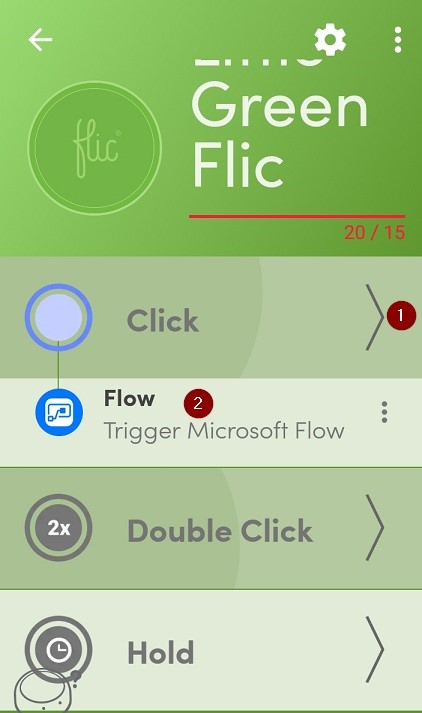 Green
flic
Flic
20 / 15
Click
1
Flow
2
Trigger Microsoft Flow
2x
Double Click
Hold